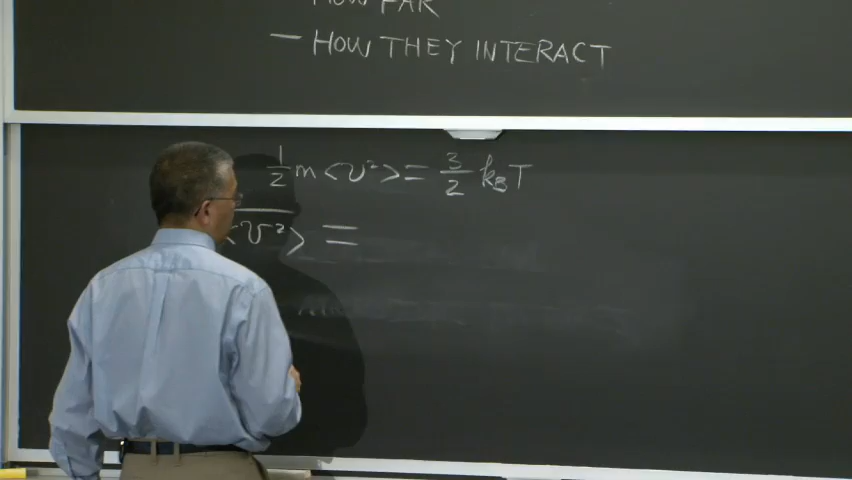 HOW FAR
— HOW THEY INTERACT
1/2 m <v²> = 3/2 k_B T
√<v²> =